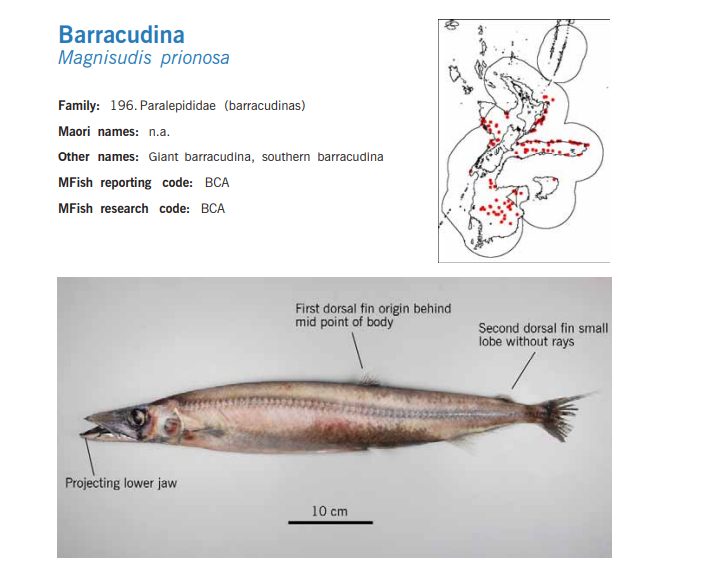 Barracudina
Magnisudis prionosa
Family: 196. Paralepididae (barracudinas)
Maori names: n.a.
Other names: Giant barracudina, southern barracudina
MFish reporting code: BCA
MFish research code: BCA
First dorsal fin origin behind
mid point of body
Second dorsal fin small
lobe without rays
Projecting lower jaw
10 cm